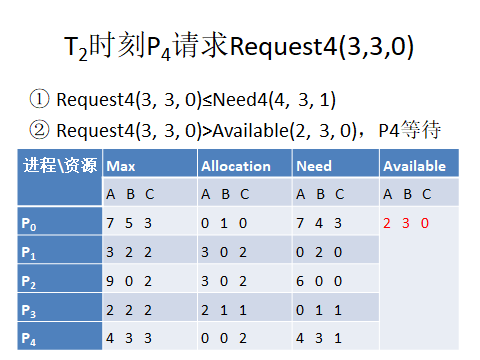 T2时刻P4请求Request4(3,3,0)
① Request4(3, 3, 0)≤Need4(4, 3, 1)
② Request4(3, 3, 0)>Available(2, 3, 0)，P4等待
进程\资源 Max Allocation Need Available
A B C A B C A B C A B C
P0 7 5 3 0 1 0 7 4 3 2 3 0
P1 3 2 2 3 0 2 0 2 0
P2 9 0 2 3 0 2 6 0 0
P3 2 2 2 2 1 1 0 1 1
P4 4 3 3 0 0 2 4 3 1